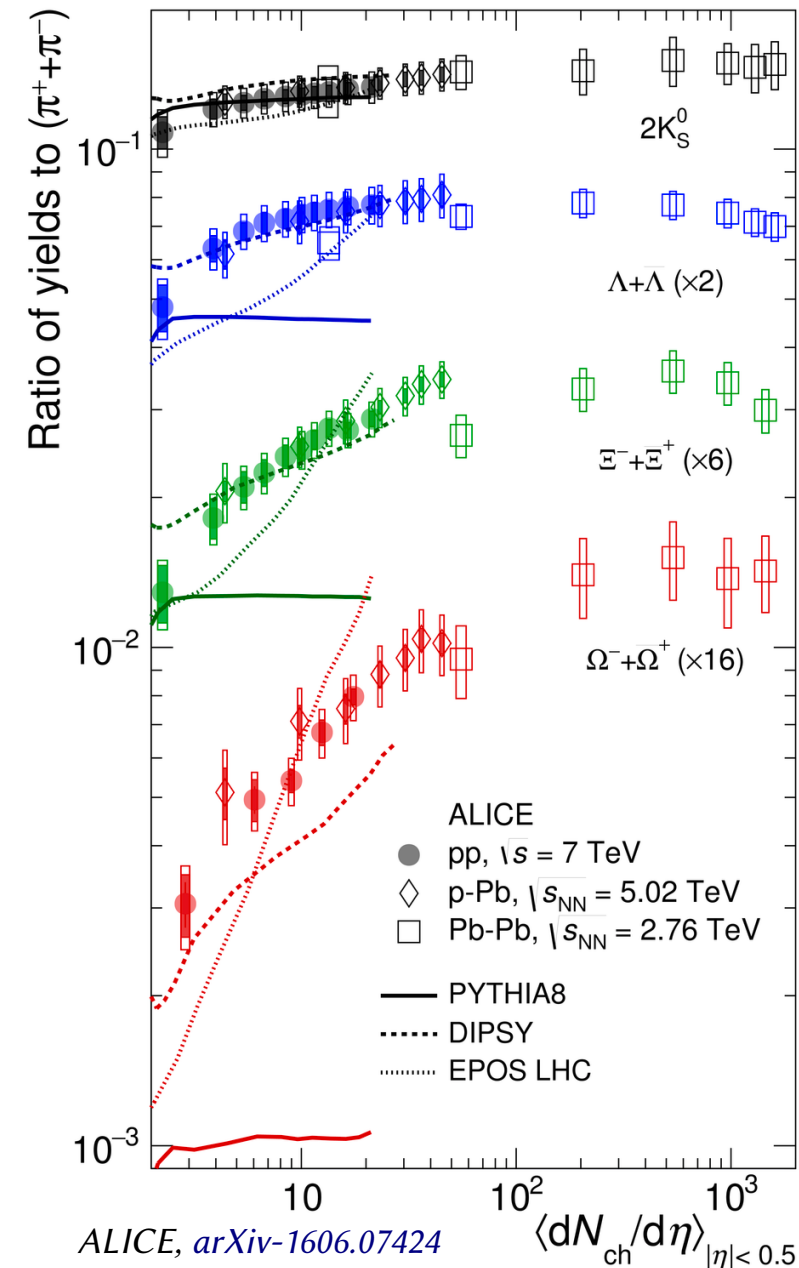 Ratio of yields to (π⁺+π⁻)
10⁻¹
10⁻²
10⁻³
2K⁰S
Λ+Λ̅ (×2)
Ξ⁻+Ξ̅⁺ (×6)
Ω⁻+Ω̅⁺ (×16)
ALICE
pp, √s = 7 TeV
p-Pb, √sNN = 5.02 TeV
Pb-Pb, √sNN = 2.76 TeV
PYTHIA8
DIPSY
EPOS LHC
10
10²
10³
⟨dNch/dη⟩|η|< 0.5
ALICE, arXiv-1606.07424